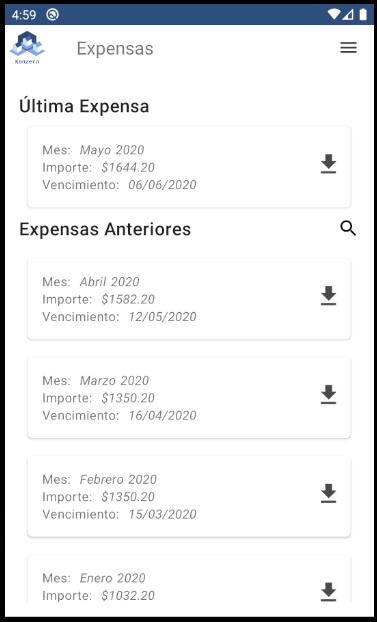 4:59
Konzern
Expensas
Última Expensa
Mes: Mayo 2020
Importe: $1644.20
Vencimiento: 06/06/2020
Expensas Anteriores
Mes: Abril 2020
Importe: $1582.20
Vencimiento: 12/05/2020
Mes: Marzo 2020
Importe: $1350.20
Vencimiento: 16/04/2020
Mes: Febrero 2020
Importe: $1350.20
Vencimiento: 15/03/2020
Mes: Enero 2020
Importe: $1032.20